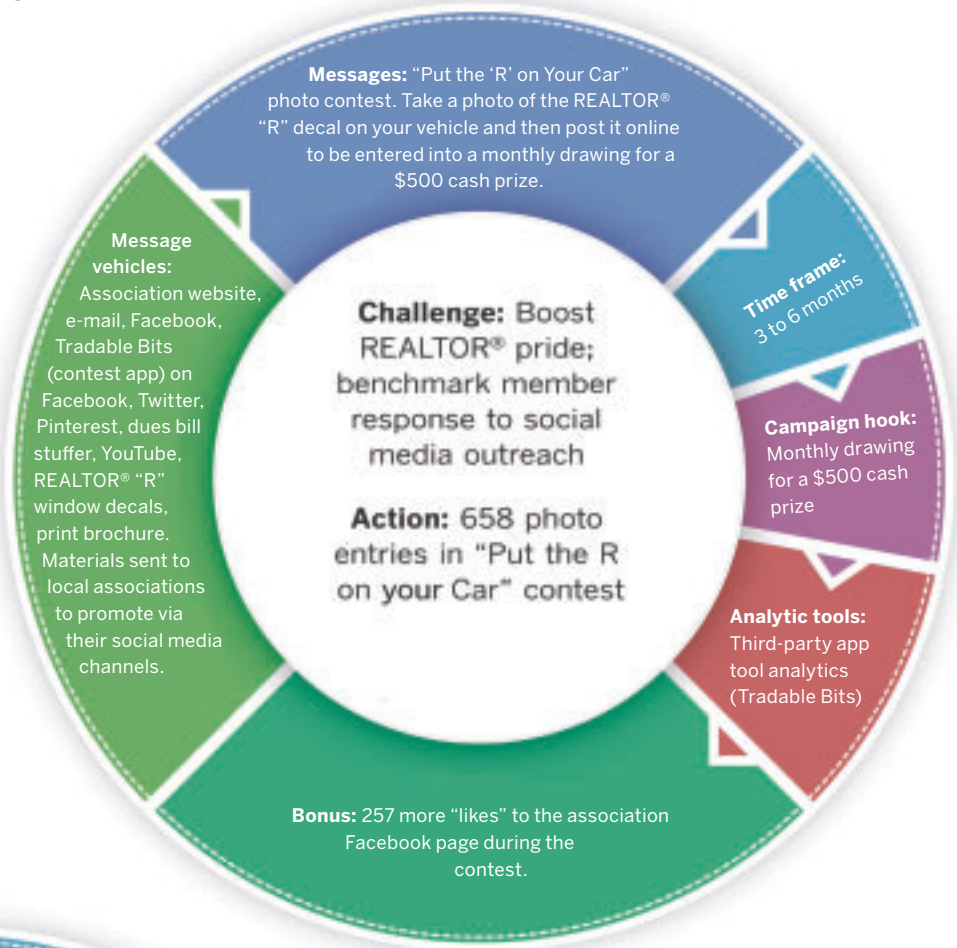 Messages: “Put the ‘R’ on Your Car”
photo contest. Take a photo of the REALTOR®
“R” decal on your vehicle and then post it online
to be entered into a monthly drawing for a
$500 cash prize.
Time frame:
3 to 6 months
Campaign hook:
Monthly drawing
for a $500 cash
prize
Analytic tools:
Third-party app
tool analytics
(Tradable Bits)
Bonus: 257 more “likes” to the association
Facebook page during the
contest.
Message
vehicles:
Association website,
e-mail, Facebook,
Tradable Bits
(contest app) on
Facebook, Twitter,
Pinterest, dues bill
stuffer, YouTube,
REALTOR® “R”
window decals,
print brochure.
Materials sent to
local associations
to promote via
their social media
channels.
Challenge: Boost
REALTOR® pride;
benchmark member
response to social
media outreach
Action: 658 photo
entries in “Put the R
on your Car” contest